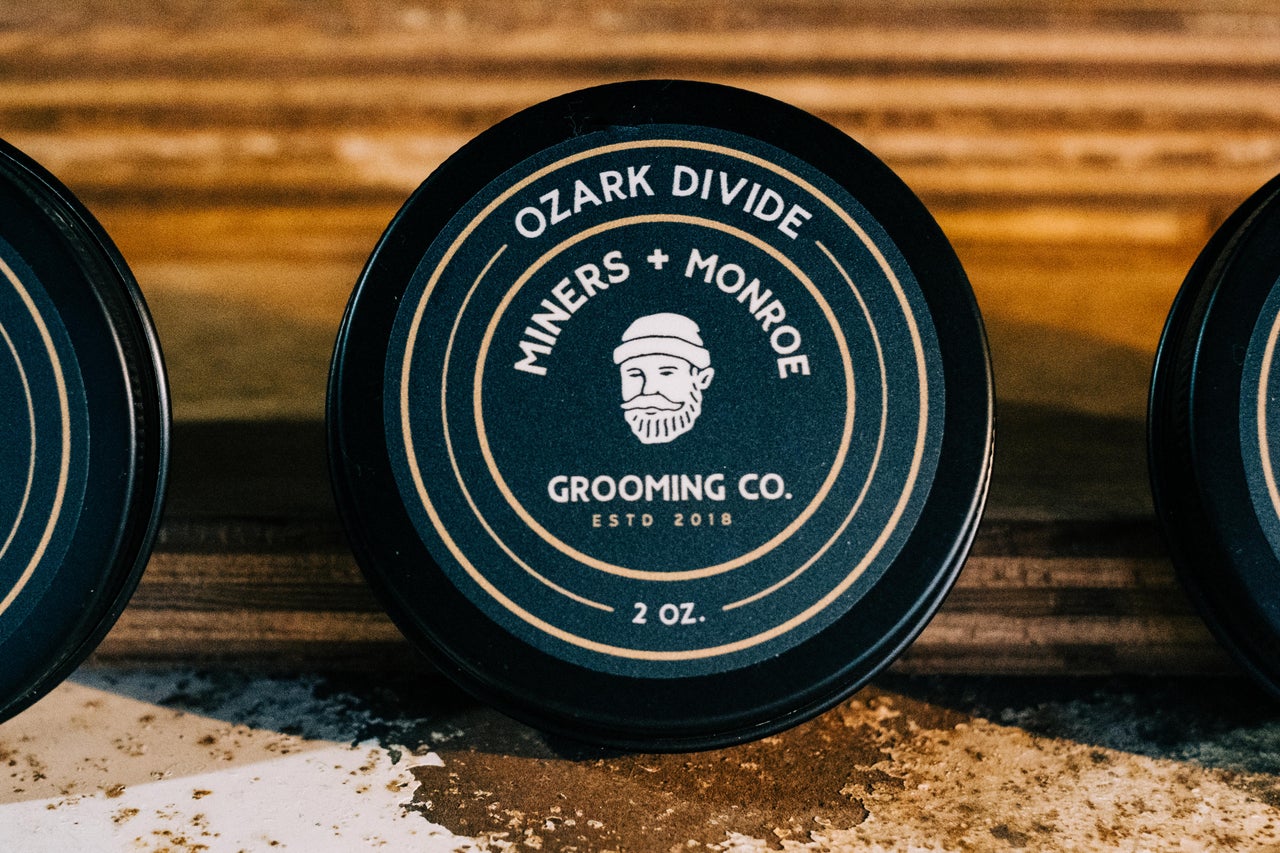 OZARK DIVIDE
MINERS + MONROE
GROOMING CO.
ESTD 2018
2 OZ.